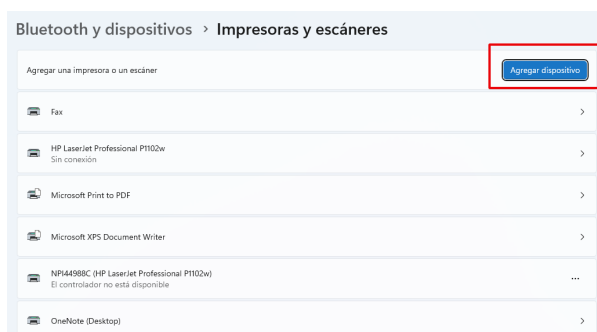 Bluetooth y dispositivos > Impresoras y escáneres
Agregar una impresora o un escáner
Agregar dispositivo
Fax
HP LaserJet Professional P1102w
Sin conexión
Microsoft Print to PDF
Microsoft XPS Document Writer
NPI44988C (HP LaserJet Professional P1102w)
El controlador no está disponible
OneNote (Desktop)